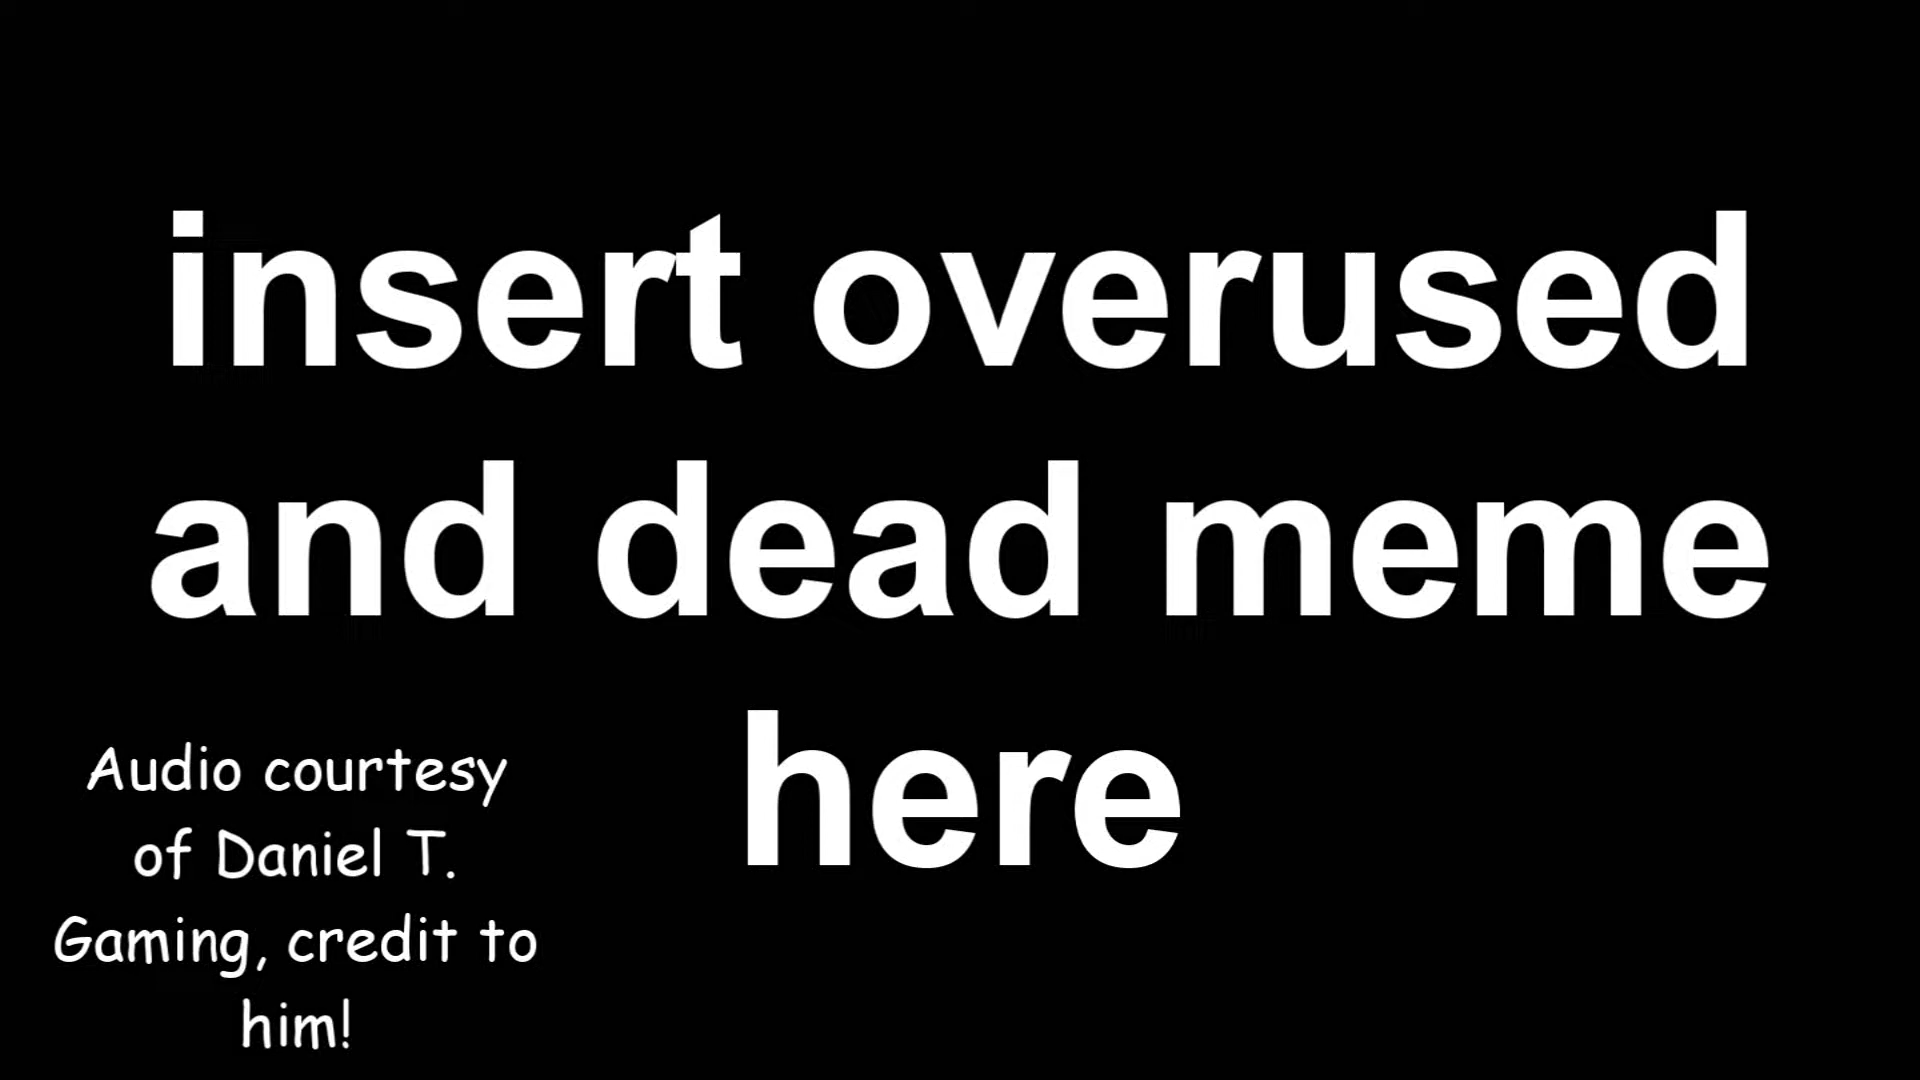 insert overused
and dead meme
here
Audio courtesy
of Daniel T.
Gaming, credit to
him!